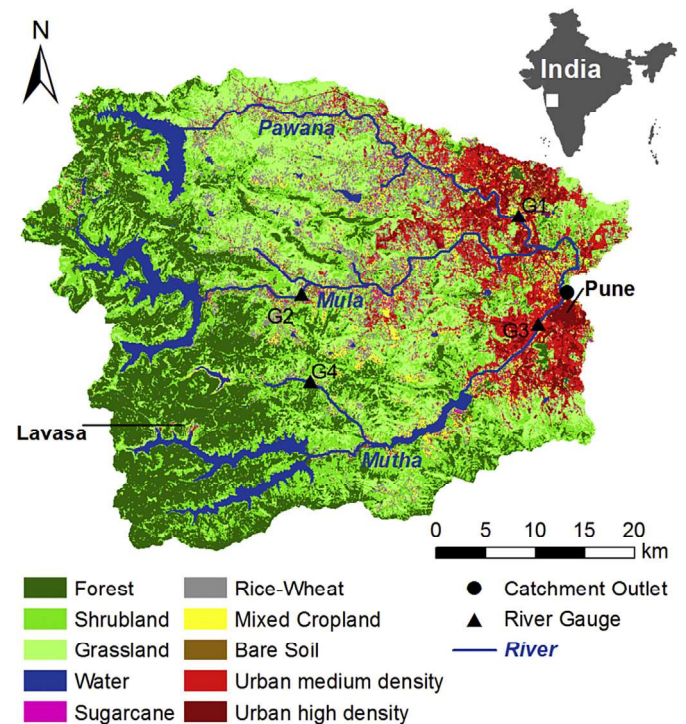 N
India
Pawana
G1
Pune
Mula
G2
G3
G4
Lavasa
Mutha
0 5 10 15 20
km
Forest
Shrubland
Grassland
Water
Sugarcane
Rice-Wheat
Mixed Cropland
Bare Soil
Urban medium density
Urban high density
Catchment Outlet
River Gauge
River